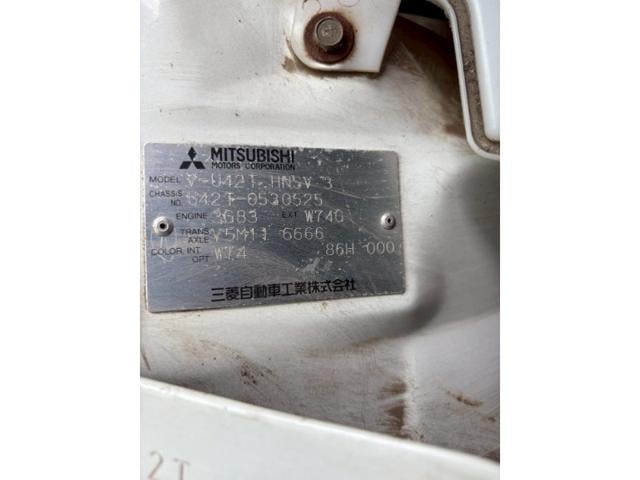 MITSUBISHI
MOTORS CORPORATION
MODEL V-U42T HNSV 3
CHASSIS NO. U42T-0530525
ENGINE 3G83 EXT W740
TRANS AXLE V5M11 6666
COLOR, INT OPT W74 86H 000
三菱自動車工業株式会社
2T